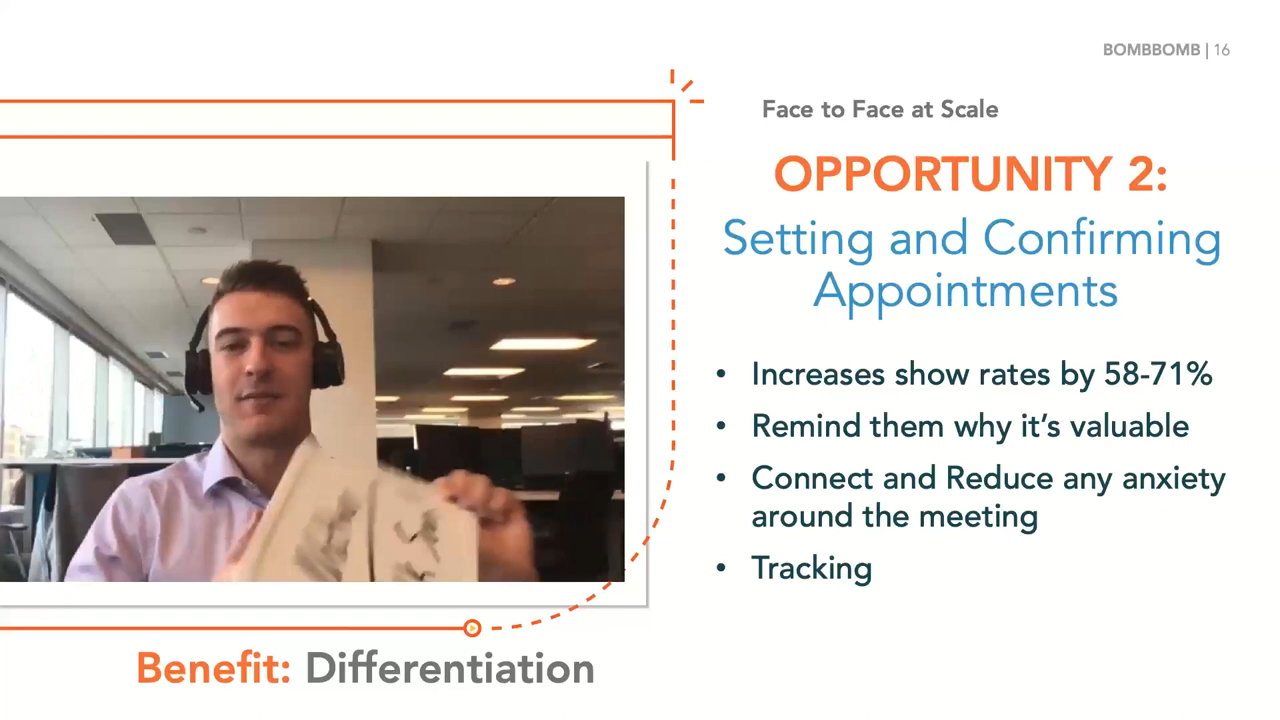 BOMBBOMB | 16
Face to Face at Scale
OPPORTUNITY 2:
Setting and Confirming
Appointments
• Increases show rates by 58-71%
• Remind them why it’s valuable
• Connect and Reduce any anxiety
around the meeting
• Tracking
Benefit: Differentiation